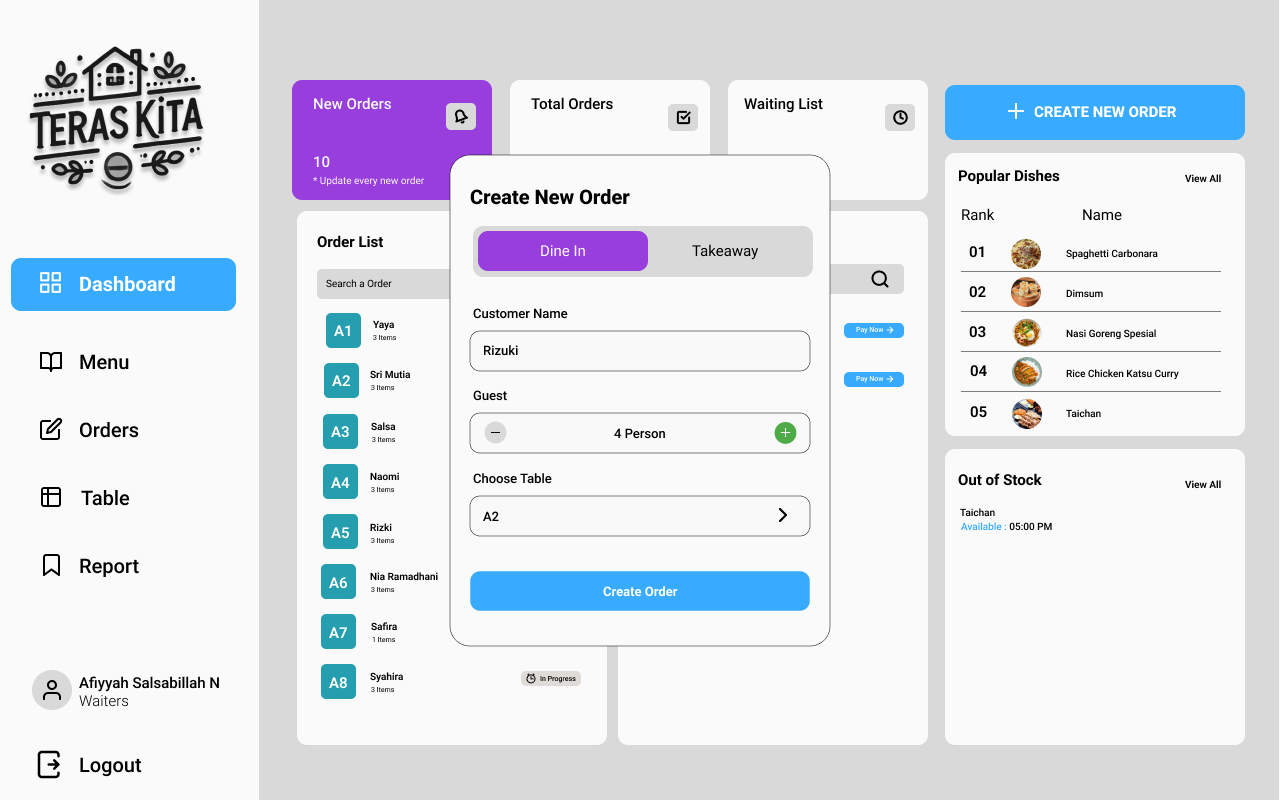 TERAS KITA
Dashboard
Menu
Orders
Table
Report
Afiyyah Salsabillah N
Waiters
Logout
New Orders
10
* Update every new order
Total Orders
Waiting List
CREATE NEW ORDER
Order List
Search a Order
A1
Yaya
3 Items
A2
Sri Mutia
3 Items
A3
Salsa
3 Items
A4
Naomi
3 Items
A5
Rizki
3 Items
A6
Nia Ramadhani
3 Items
A7
Safira
1 Items
A8
Syahira
3 Items
In Progress
Pay Now
Pay Now
Create New Order
Dine In
Takeaway
Customer Name
Rizuki
Guest
4 Person
Choose Table
A2
Create Order
Popular Dishes
View All
Rank Name
01 Spaghetti Carbonara
02 Dimsum
03 Nasi Goreng Spesial
04 Rice Chicken Katsu Curry
05 Taichan
Out of Stock
View All
Taichan
Available : 05:00 PM